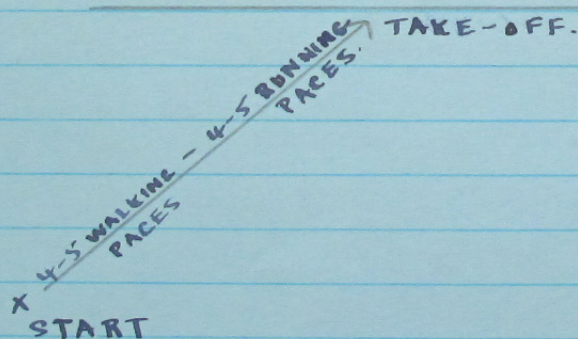 TAKE-OFF.
4-5 WALKING - 4-5 RUNNING
PACES PACES.
X
START